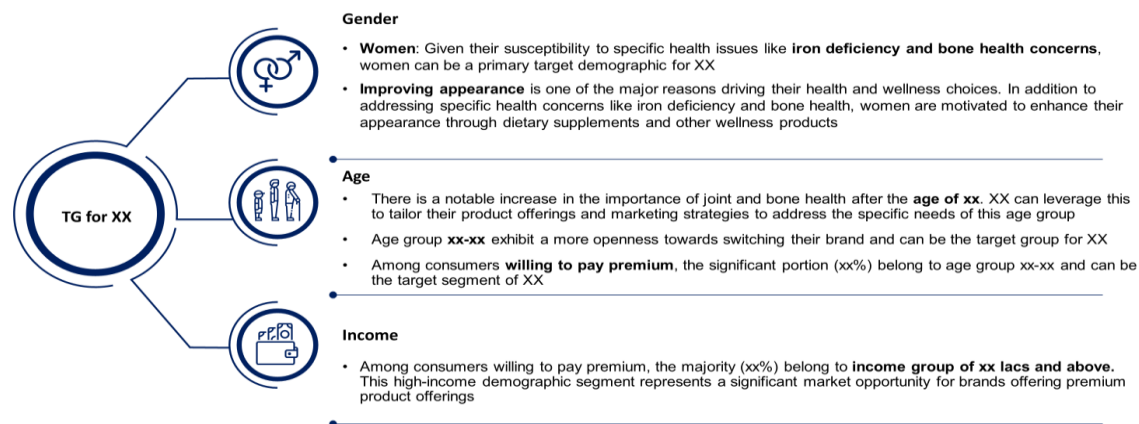 Gender
• Women: Given their susceptibility to specific health issues like iron deficiency and bone health concerns,
women can be a primary target demographic for XX
• Improving appearance is one of the major reasons driving their health and wellness choices. In addition to
addressing specific health concerns like iron deficiency and bone health, women are motivated to enhance their
appearance through dietary supplements and other wellness products
TG for XX
Age
• There is a notable increase in the importance of joint and bone health after the age of xx. XX can leverage this
to tailor their product offerings and marketing strategies to address the specific needs of this age group
• Age group xx-xx exhibit a more openness towards switching their brand and can be the target group for XX
• Among consumers willing to pay premium, the significant portion (xx%) belong to age group xx-xx and can be
the target segment of XX
Income
• Among consumers willing to pay premium, the majority (xx%) belong to income group of xx lacs and above.
This high-income demographic segment represents a significant market opportunity for brands offering premium
product offerings